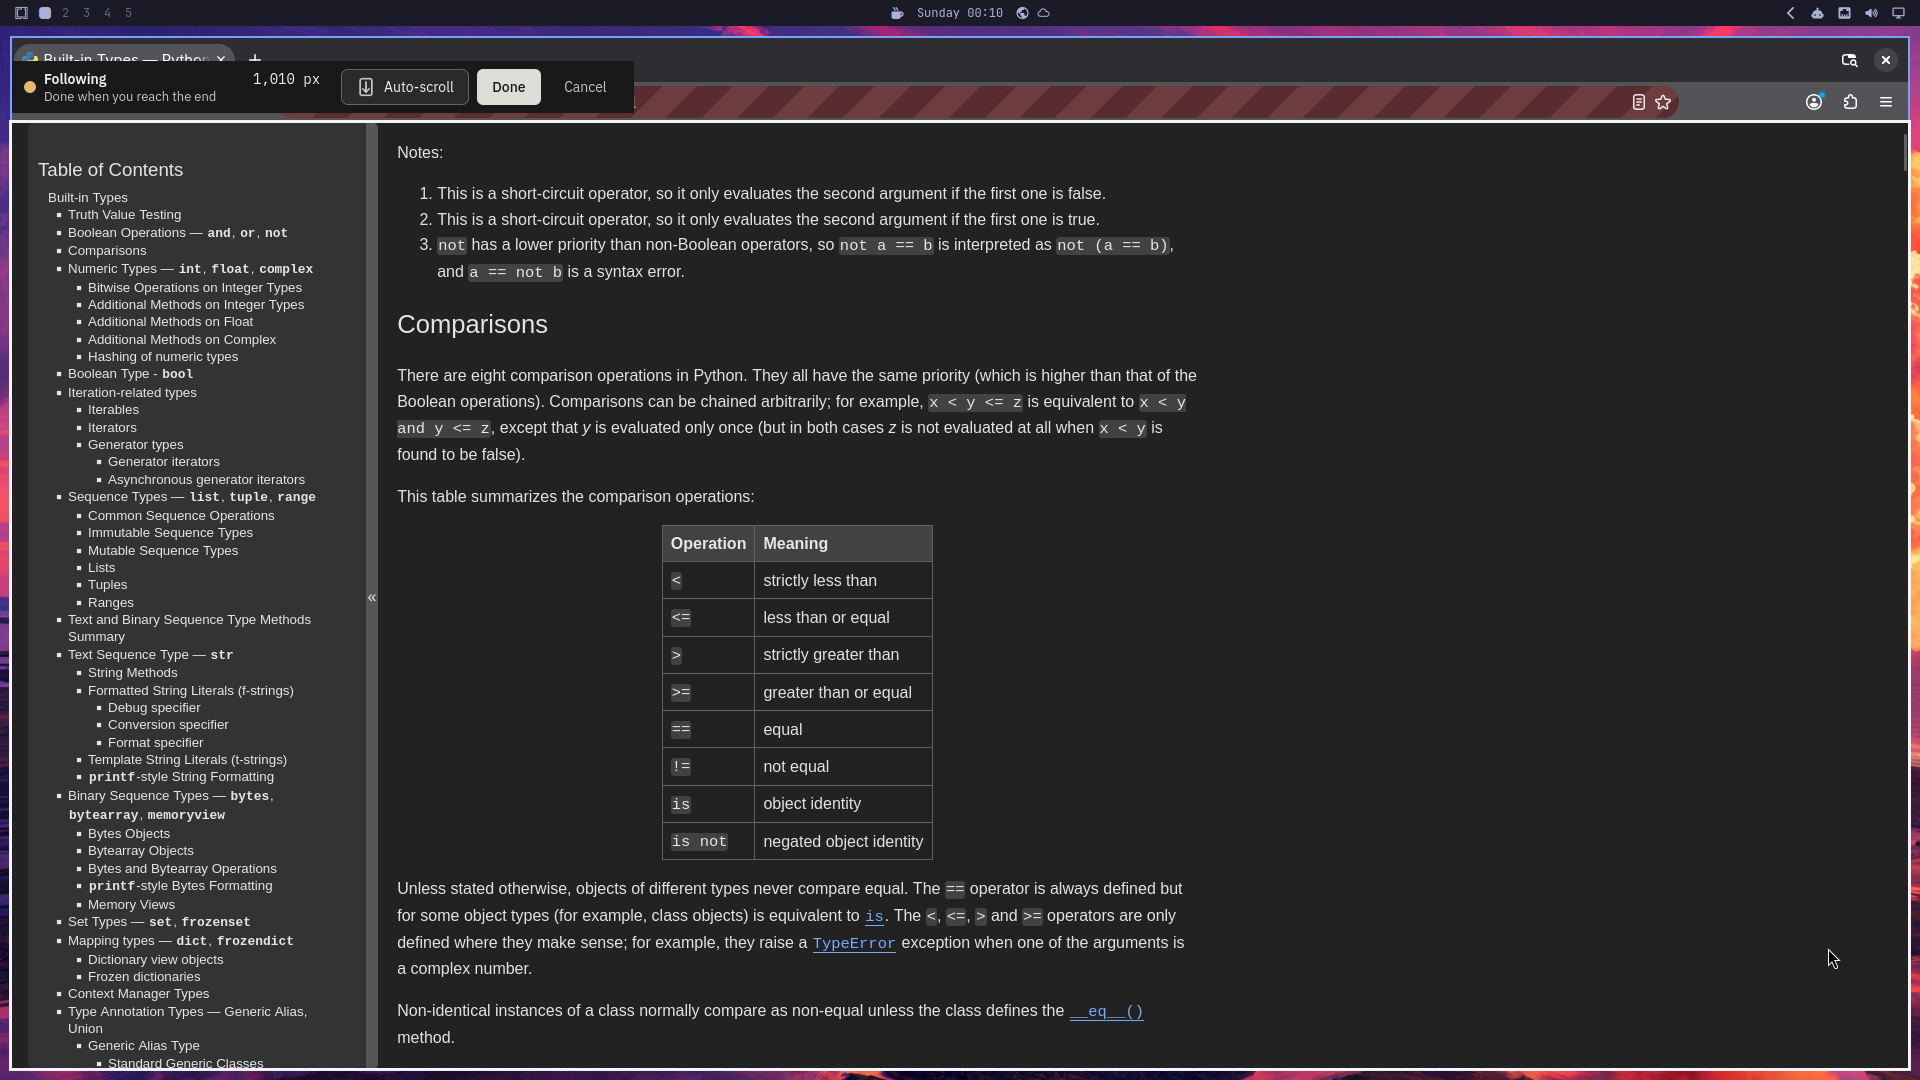 2 3 4 5
Sunday 00:10
Built-in Types — Python
Following
Done when you reach the end
1,010 px
Auto-scroll
Done
Cancel
Table of Contents
Built-in Types
Truth Value Testing
Boolean Operations — and, or, not
Comparisons
Numeric Types — int, float, complex
Bitwise Operations on Integer Types
Additional Methods on Integer Types
Additional Methods on Float
Additional Methods on Complex
Hashing of numeric types
Boolean Type - bool
Iteration-related types
Iterables
Iterators
Generator types
Generator iterators
Asynchronous generator iterators
Sequence Types — list, tuple, range
Common Sequence Operations
Immutable Sequence Types
Mutable Sequence Types
Lists
Tuples
Ranges
Text and Binary Sequence Type Methods
Summary
Text Sequence Type — str
String Methods
Formatted String Literals (f-strings)
Debug specifier
Conversion specifier
Format specifier
Template String Literals (t-strings)
printf-style String Formatting
Binary Sequence Types — bytes,
bytearray, memoryview
Bytes Objects
Bytearray Objects
Bytes and Bytearray Operations
printf-style Bytes Formatting
Memory Views
Set Types — set, frozenset
Mapping types — dict, frozendict
Dictionary view objects
Frozen dictionaries
Context Manager Types
Type Annotation Types — Generic Alias,
Union
Generic Alias Type
Standard Generic Classes
«
Notes:
1. This is a short-circuit operator, so it only evaluates the second argument if the first one is false.
2. This is a short-circuit operator, so it only evaluates the second argument if the first one is true.
3. not has a lower priority than non-Boolean operators, so not a == b is interpreted as not (a == b),
and a == not b is a syntax error.
Comparisons
There are eight comparison operations in Python. They all have the same priority (which is higher than that of the
Boolean operations). Comparisons can be chained arbitrarily; for example, x < y <= z is equivalent to x < y
and y <= z, except that y is evaluated only once (but in both cases z is not evaluated at all when x < y is
found to be false).
This table summarizes the comparison operations:
Operation Meaning
< strictly less than
<= less than or equal
> strictly greater than
>= greater than or equal
== equal
!= not equal
is object identity
is not negated object identity
Unless stated otherwise, objects of different types never compare equal. The == operator is always defined but
for some object types (for example, class objects) is equivalent to is. The <, <=, > and >= operators are only
defined where they make sense; for example, they raise a TypeError exception when one of the arguments is
a complex number.
Non-identical instances of a class normally compare as non-equal unless the class defines the __eq__()
method.